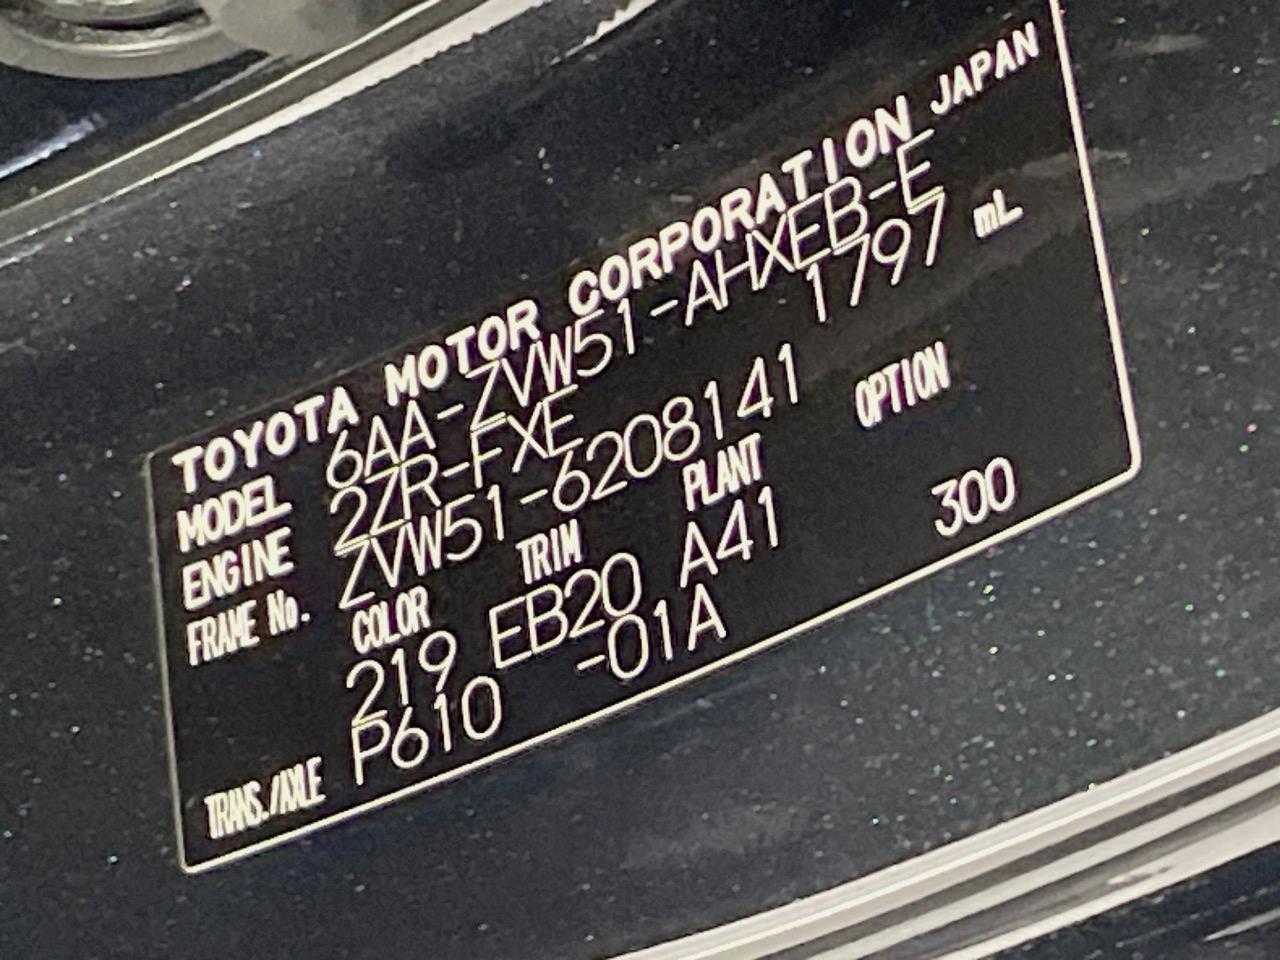 TOYOTA MOTOR CORPORATION JAPAN
MODEL 6AA-ZVW51-AHXEB-E
ENGINE 2ZR-FXE 1797 mL
FRAME No. ZVW51-6208141
COLOR TRIM PLANT OPTION
219 EB20 A41 300
TRANS./AXLE P610 -01A